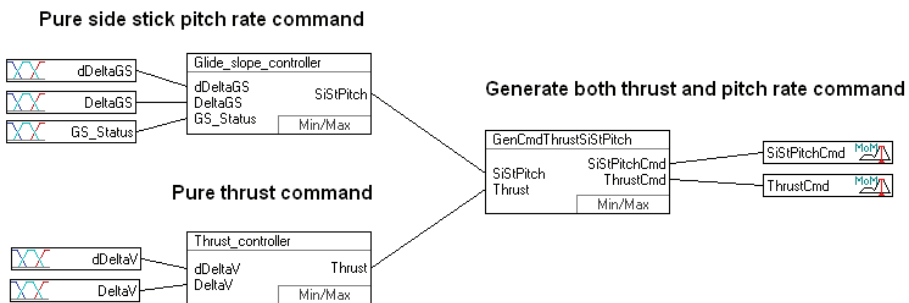 Pure side stick pitch rate command
dDeltaGS
DeltaGS
GS_Status
Glide_slope_controller
dDeltaGS
DeltaGS
GS_Status
SiStPitch
Min/Max
Generate both thrust and pitch rate command
GenCmdThrustSiStPitch
SiStPitch
Thrust
SiStPitchCmd
ThrustCmd
Min/Max
SiStPitchCmd MoM
ThrustCmd MoM
Pure thrust command
dDeltaV
DeltaV
Thrust_controller
dDeltaV
DeltaV
Thrust
Min/Max